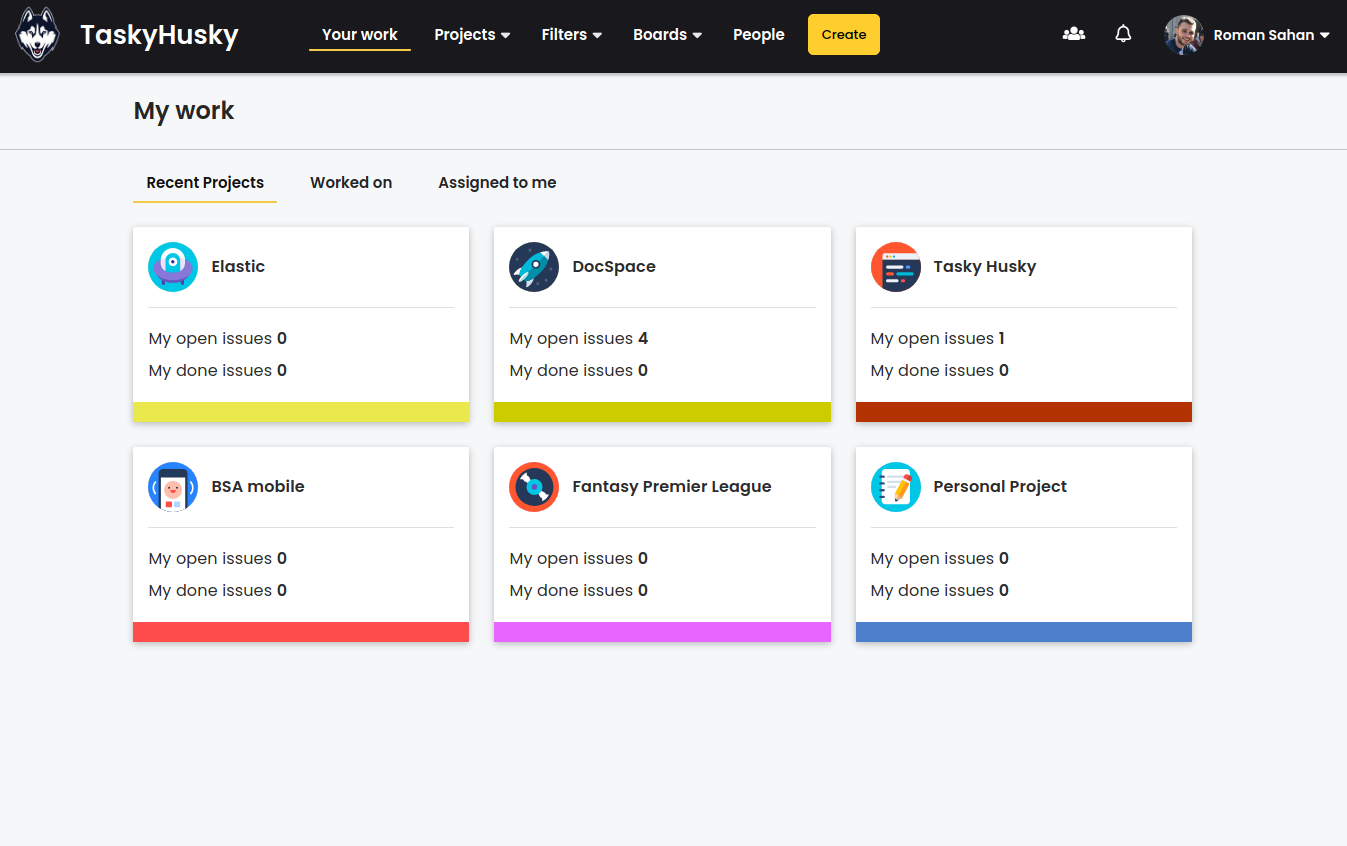 TaskyHusky Your work Projects Filters Boards People Create Roman Sahan
My work
Recent Projects Worked on Assigned to me
Elastic DocSpace Tasky Husky
My open issues 0 My open issues 4 My open issues 1
My done issues 0 My done issues 0 My done issues 0
BSA mobile Fantasy Premier League Personal Project
My open issues 0 My open issues 0 My open issues 0
My done issues 0 My done issues 0 My done issues 0